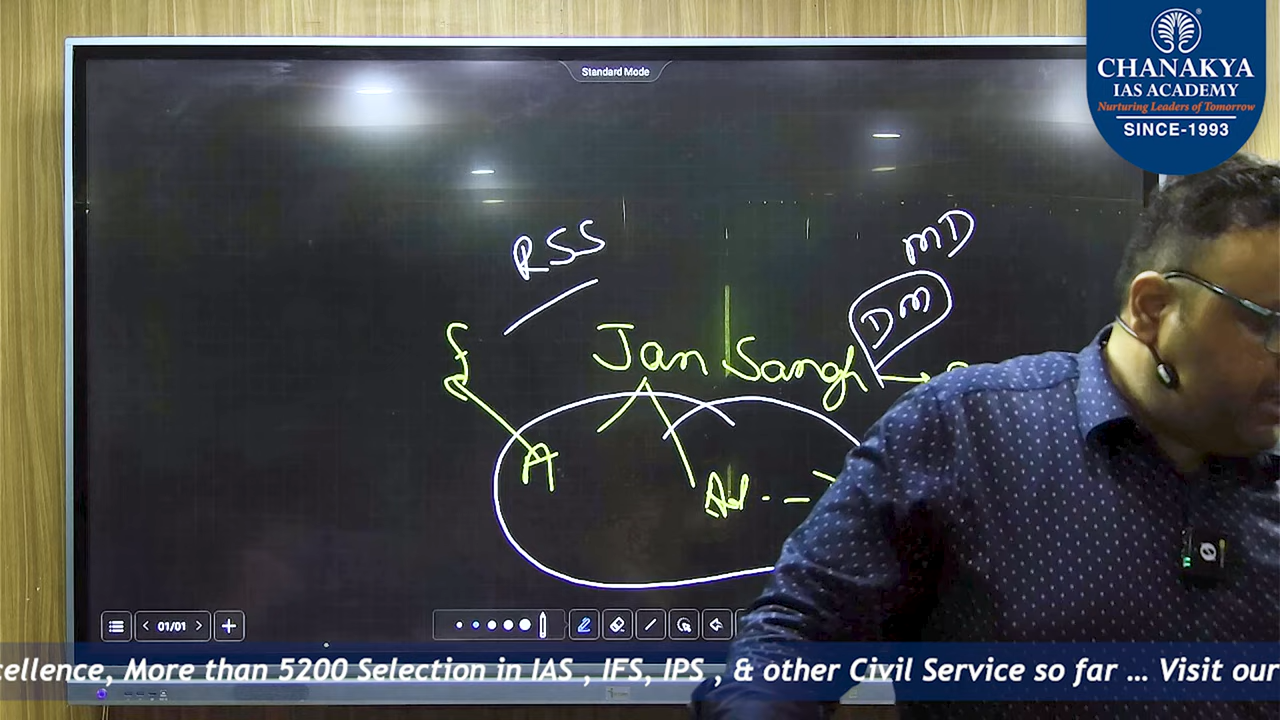 Standard Mode
CHANAKYA
IAS ACADEMY
Nurturing Leaders of Tomorrow
SINCE-1993
MD
RSS
DM
f
Jan Sangh
A
Ad
01/01
cellence, More than 5200 Selection in IAS , IFS, IPS , & other Civil Service so far ... Visit our